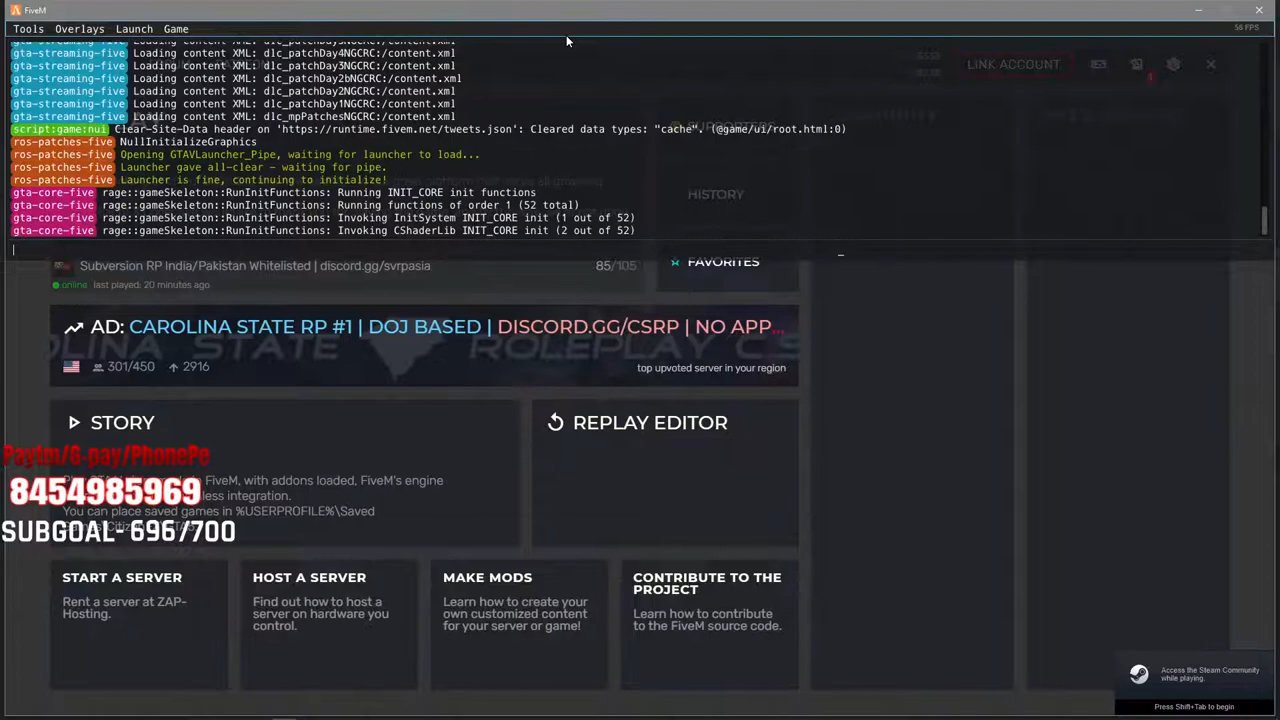 FiveM
Tools Overlays Launch Game
58 FPS
gta-streaming-five Loading content XML: dlc_patchDay5NGCRC:/content.xml
gta-streaming-five Loading content XML: dlc_patchDay4NGCRC:/content.xml
gta-streaming-five Loading content XML: dlc_patchDay3NGCRC:/content.xml
gta-streaming-five Loading content XML: dlc_patchDay2bNGCRC:/content.xml
gta-streaming-five Loading content XML: dlc_patchDay2NGCRC:/content.xml
gta-streaming-five Loading content XML: dlc_patchDay1NGCRC:/content.xml
gta-streaming-five Loading content XML: dlc_mpPatchesNGCRC:/content.xml
script:game:nui Clear-Site-Data header on 'https://runtime.fivem.net/tweets.json': Cleared data types: "cache". (@game/ui/root.html:0)
ros-patches-five NullInitializeGraphics
ros-patches-five Opening GTAVLauncher_Pipe, waiting for launcher to load...
ros-patches-five Launcher gave all-clear - waiting for pipe.
ros-patches-five Launcher is fine, continuing to initialize!
gta-core-five rage::gameSkeleton::RunInitFunctions: Running INIT_CORE init functions
gta-core-five rage::gameSkeleton::RunInitFunctions: Running functions of order 1 (52 total)
gta-core-five rage::gameSkeleton::RunInitFunctions: Invoking InitSystem INIT_CORE init (1 out of 52)
gta-core-five rage::gameSkeleton::RunInitFunctions: Invoking CShaderLib INIT_CORE init (2 out of 52)
LINK ACCOUNT
SUPPORTERS
HISTORY
FAVORITES
Subversion RP India/Pakistan Whitelisted | discord.gg/svrpasia 85/105
online last played: 20 minutes ago
AD: CAROLINA STATE RP #1 | DOJ BASED | DISCORD.GG/CSRP | NO APP...
301/450 2916
top upvoted server in your region
STORY
REPLAY EDITOR
Paytm/G-pay/PhonePe
FiveM, with addons loaded, FiveM's engine
8454985969
integration.
You can place saved games in %USERPROFILE%\Saved
SUBGOAL- 696/700
START A SERVER
Rent a server at ZAP-
Hosting.
HOST A SERVER
Find out how to host a
server on hardware you
control.
MAKE MODS
Learn how to create your
own customized content
for your server or game!
CONTRIBUTE TO THE
PROJECT
Learn how to contribute
to the FiveM source code.
Access the Steam Community
while playing.
Press Shift+Tab to begin